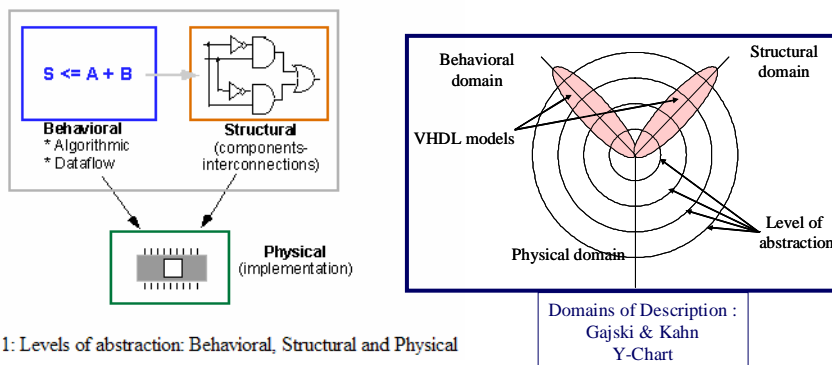 S <= A + B
Behavioral
* Algorithmic
* Dataflow
Structural
(components-
interconnections)
Physical
(implementation)
1: Levels of abstraction: Behavioral, Structural and Physical
Behavioral
domain
Structural
domain
VHDL models
Level of
abstraction
Physical domain
Domains of Description :
Gajski & Kahn
Y-Chart